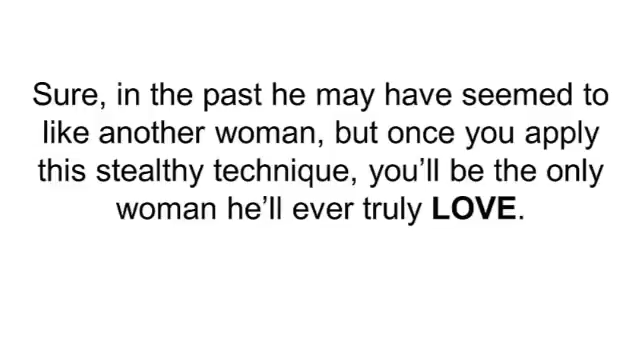 Sure, in the past he may have seemed to
like another woman, but once you apply
this stealthy technique, you’ll be the only
woman he’ll ever truly LOVE.